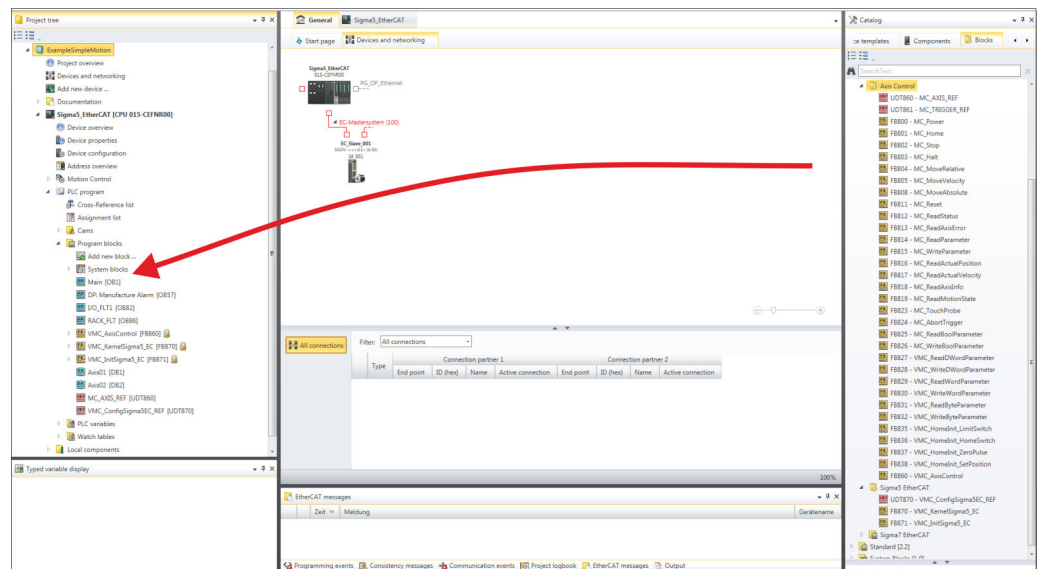 Project tree
ExampleSimpleMotion
Project overview
Devices and networking
Add new device ...
Documentation
Sigma5_EtherCAT [CPU 015-CEFNR00]
Device overview
Device properties
Device configuration
Address overview
Motion Control
PLC program
Cross-Reference list
Assignment list
Cams
Program blocks
Add new block ...
System blocks
Main [OB1]
DP: Manufacture Alarm [OB57]
I/O_FLT1 [OB82]
RACK_FLT [OB86]
VMC_AxisControl [FB860]
VMC_KernelSigma5_EC [FB870]
VMC_InitSigma5_EC [FB871]
Axis01 [DB1]
Axis02 [DB2]
MC_AXIS_REF [UDT860]
VMC_ConfigSigma5EC_REF [UDT870]
PLC variables
Watch tables
Local components
Typed variable display
General
Sigma5_EtherCAT
Start page
Devices and networking
Sigma5_EtherCAT
015-CEFNR00
PG_OP_Ethernet
EC-Mastersystem (100)
EC_Slave_001
Id 001
All connections
Filter:
All connections
Type
Connection partner 1
Connection partner 2
End point
ID (hex)
Name
Active connection
End point
ID (hex)
Name
Active connection
100%
EtherCAT messages
Zeit
Meldung
Gerätename
Programming events
Consistency messages
Communication events
Project logbook
EtherCAT messages
Output
Catalog
ce templates
Components
Blocks
SearchText
Axis Control
UDT860 - MC_AXIS_REF
UDT861 - MC_TRIGGER_REF
FB800 - MC_Power
FB801 - MC_Home
FB802 - MC_Stop
FB803 - MC_Halt
FB804 - MC_MoveRelative
FB805 - MC_MoveVelocity
FB808 - MC_MoveAbsolute
FB811 - MC_Reset
FB812 - MC_ReadStatus
FB813 - MC_ReadAxisError
FB814 - MC_ReadParameter
FB815 - MC_WriteParameter
FB816 - MC_ReadActualPosition
FB817 - MC_ReadActualVelocity
FB818 - MC_ReadAxisInfo
FB819 - MC_ReadMotionState
FB823 - MC_TouchProbe
FB824 - MC_AbortTrigger
FB825 - MC_ReadBoolParameter
FB826 - MC_WriteBoolParameter
FB827 - VMC_ReadDWordParameter
FB828 - VMC_WriteDWordParameter
FB829 - VMC_ReadWordParameter
FB830 - VMC_WriteWordParameter
FB831 - VMC_ReadByteParameter
FB832 - VMC_WriteByteParameter
FB835 - VMC_HomeInit_LimitSwitch
FB836 - VMC_HomeInit_HomeSwitch
FB837 - VMC_HomeInit_ZeroPulse
FB838 - VMC_HomeInit_SetPosition
FB860 - VMC_AxisControl
Sigma5 EtherCAT
UDT870 - VMC_ConfigSigma5EC_REF
FB870 - VMC_KernelSigma5_EC
FB871 - VMC_InitSigma5_EC
Sigma7 EtherCAT
Standard [2.2]